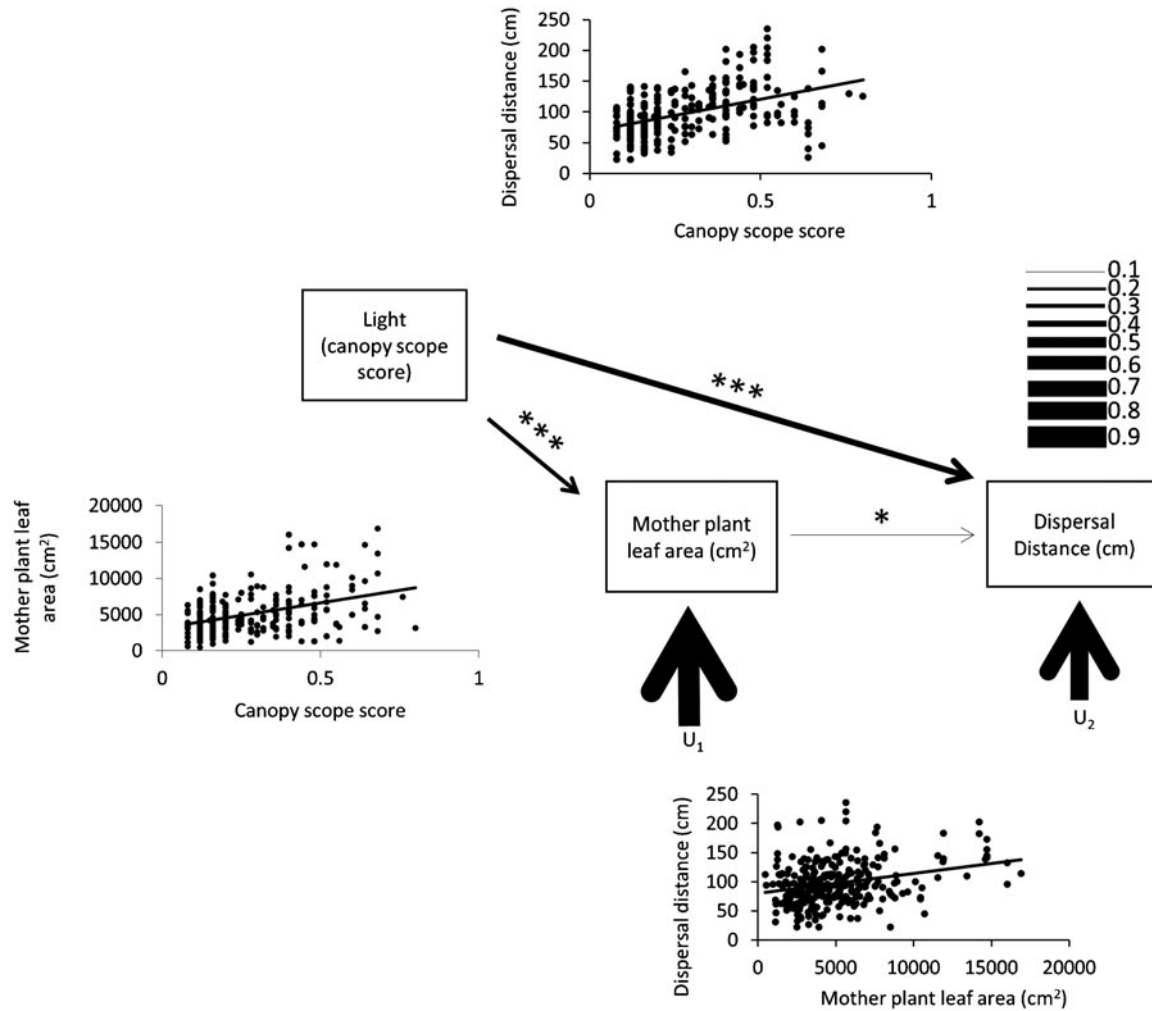 Dispersal distance (cm)
250
200
150
100
50
0
0
0.5
1
Canopy scope score
Light
(canopy scope
score)
***
***
0.1
0.2
0.3
0.4
0.5
0.6
0.7
0.8
0.9
Mother plant leaf
area (cm²)
20000
15000
10000
5000
0
0
0.5
1
Canopy scope score
Mother plant
leaf area (cm²)
*
Dispersal
Distance (cm)
U₁
U₂
Dispersal distance (cm)
250
200
150
100
50
0
0
5000
10000
15000
20000
Mother plant leaf area (cm²)